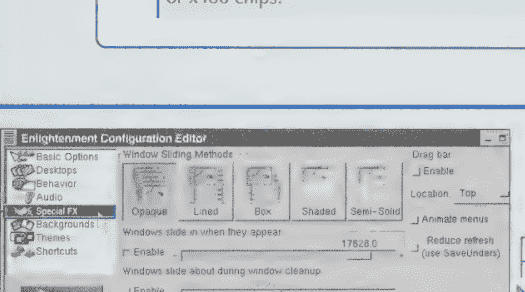 or x486 chips.
Enlightenment Configuration Editor
Basic Options
Desktops
Behavior
Audio
Special FX
Backgrounds
Themes
Shortcuts
Window Sliding Methods
Opaque Lined Box Shaded Semi-Solid
Windows slide in when they appear
17628.0
Enable
Windows slide about during window cleanup
Enable
Drag bar
Enable
Location: Top
Animate menus
Reduce refresh
(use SaveUnders)